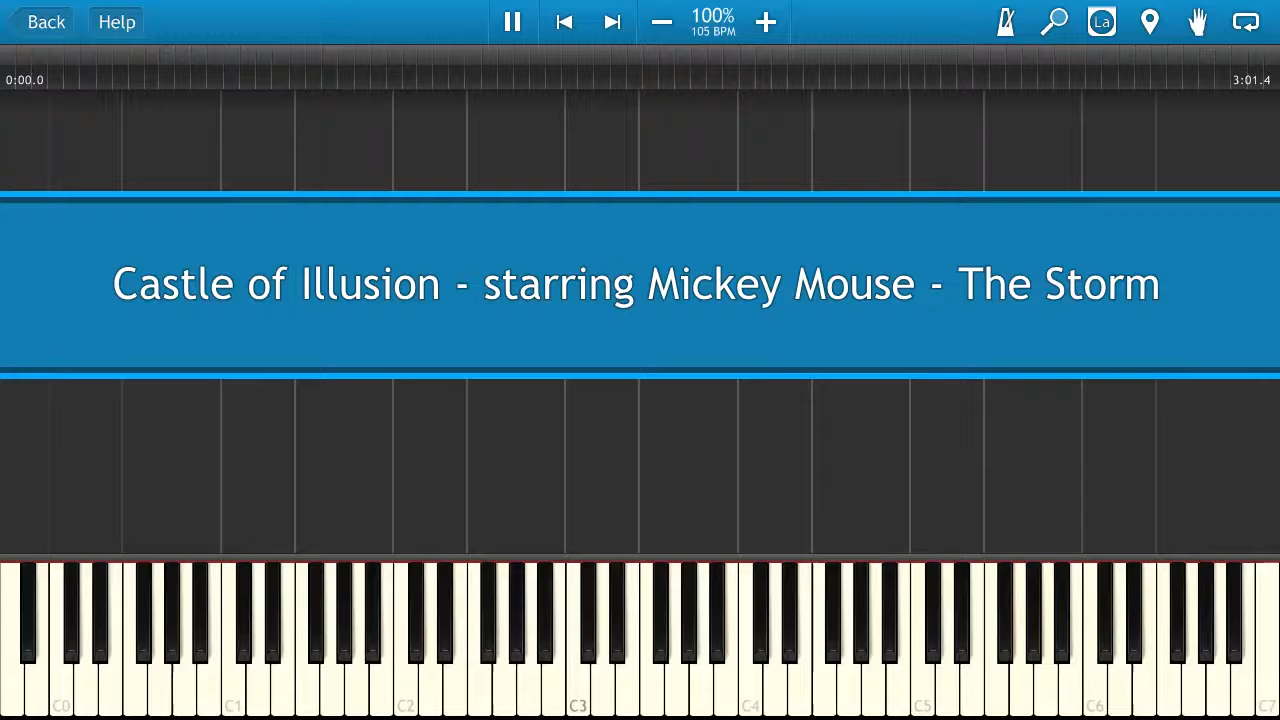 Back Help 100% La
105 BPM
0:00.0 3:01.4
Castle of Illusion - starring Mickey Mouse - The Storm
C0 C1 C2 C3 C4 C5 C6 C7